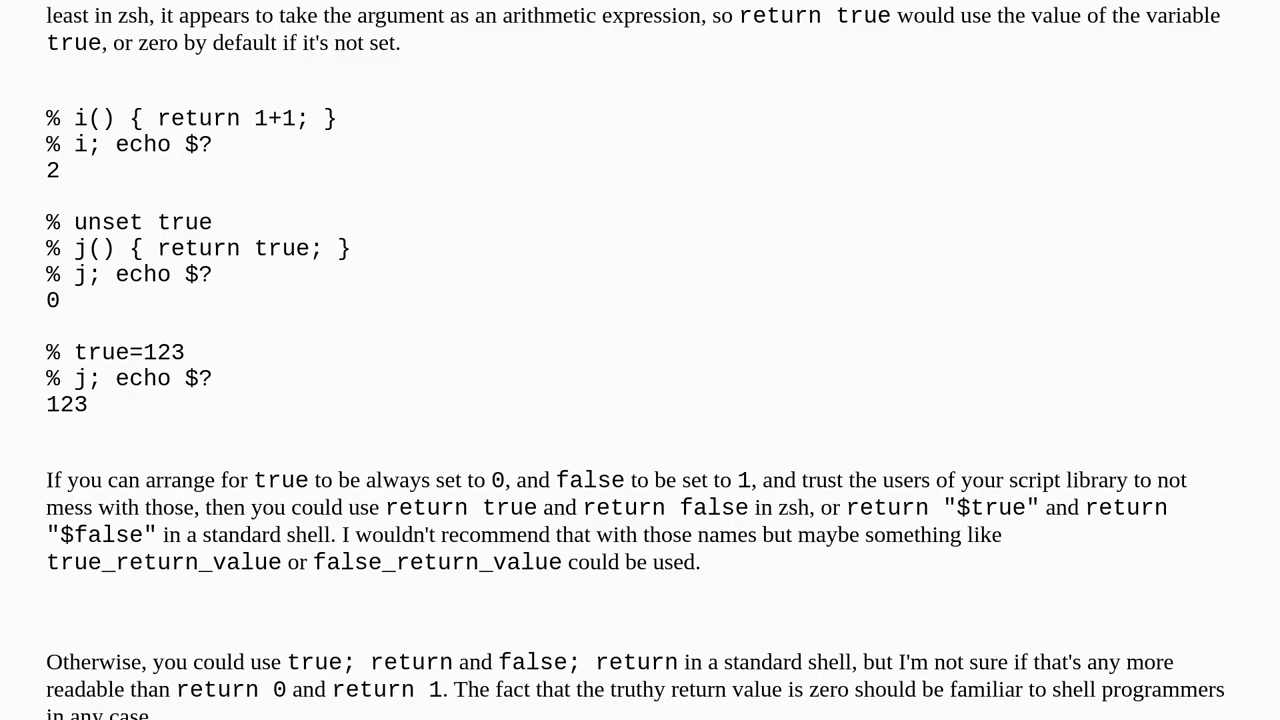 least in zsh, it appears to take the argument as an arithmetic expression, so return true would use the value of the variable
true, or zero by default if it's not set.
% i() { return 1+1; }
% i; echo $?
2
% unset true
% j() { return true; }
% j; echo $?
0
% true=123
% j; echo $?
123
If you can arrange for true to be always set to 0, and false to be set to 1, and trust the users of your script library to not
mess with those, then you could use return true and return false in zsh, or return "$true" and return
"$false" in a standard shell. I wouldn't recommend that with those names but maybe something like
true_return_value or false_return_value could be used.
Otherwise, you could use true; return and false; return in a standard shell, but I'm not sure if that's any more
readable than return 0 and return 1. The fact that the truthy return value is zero should be familiar to shell programmers
in any case.